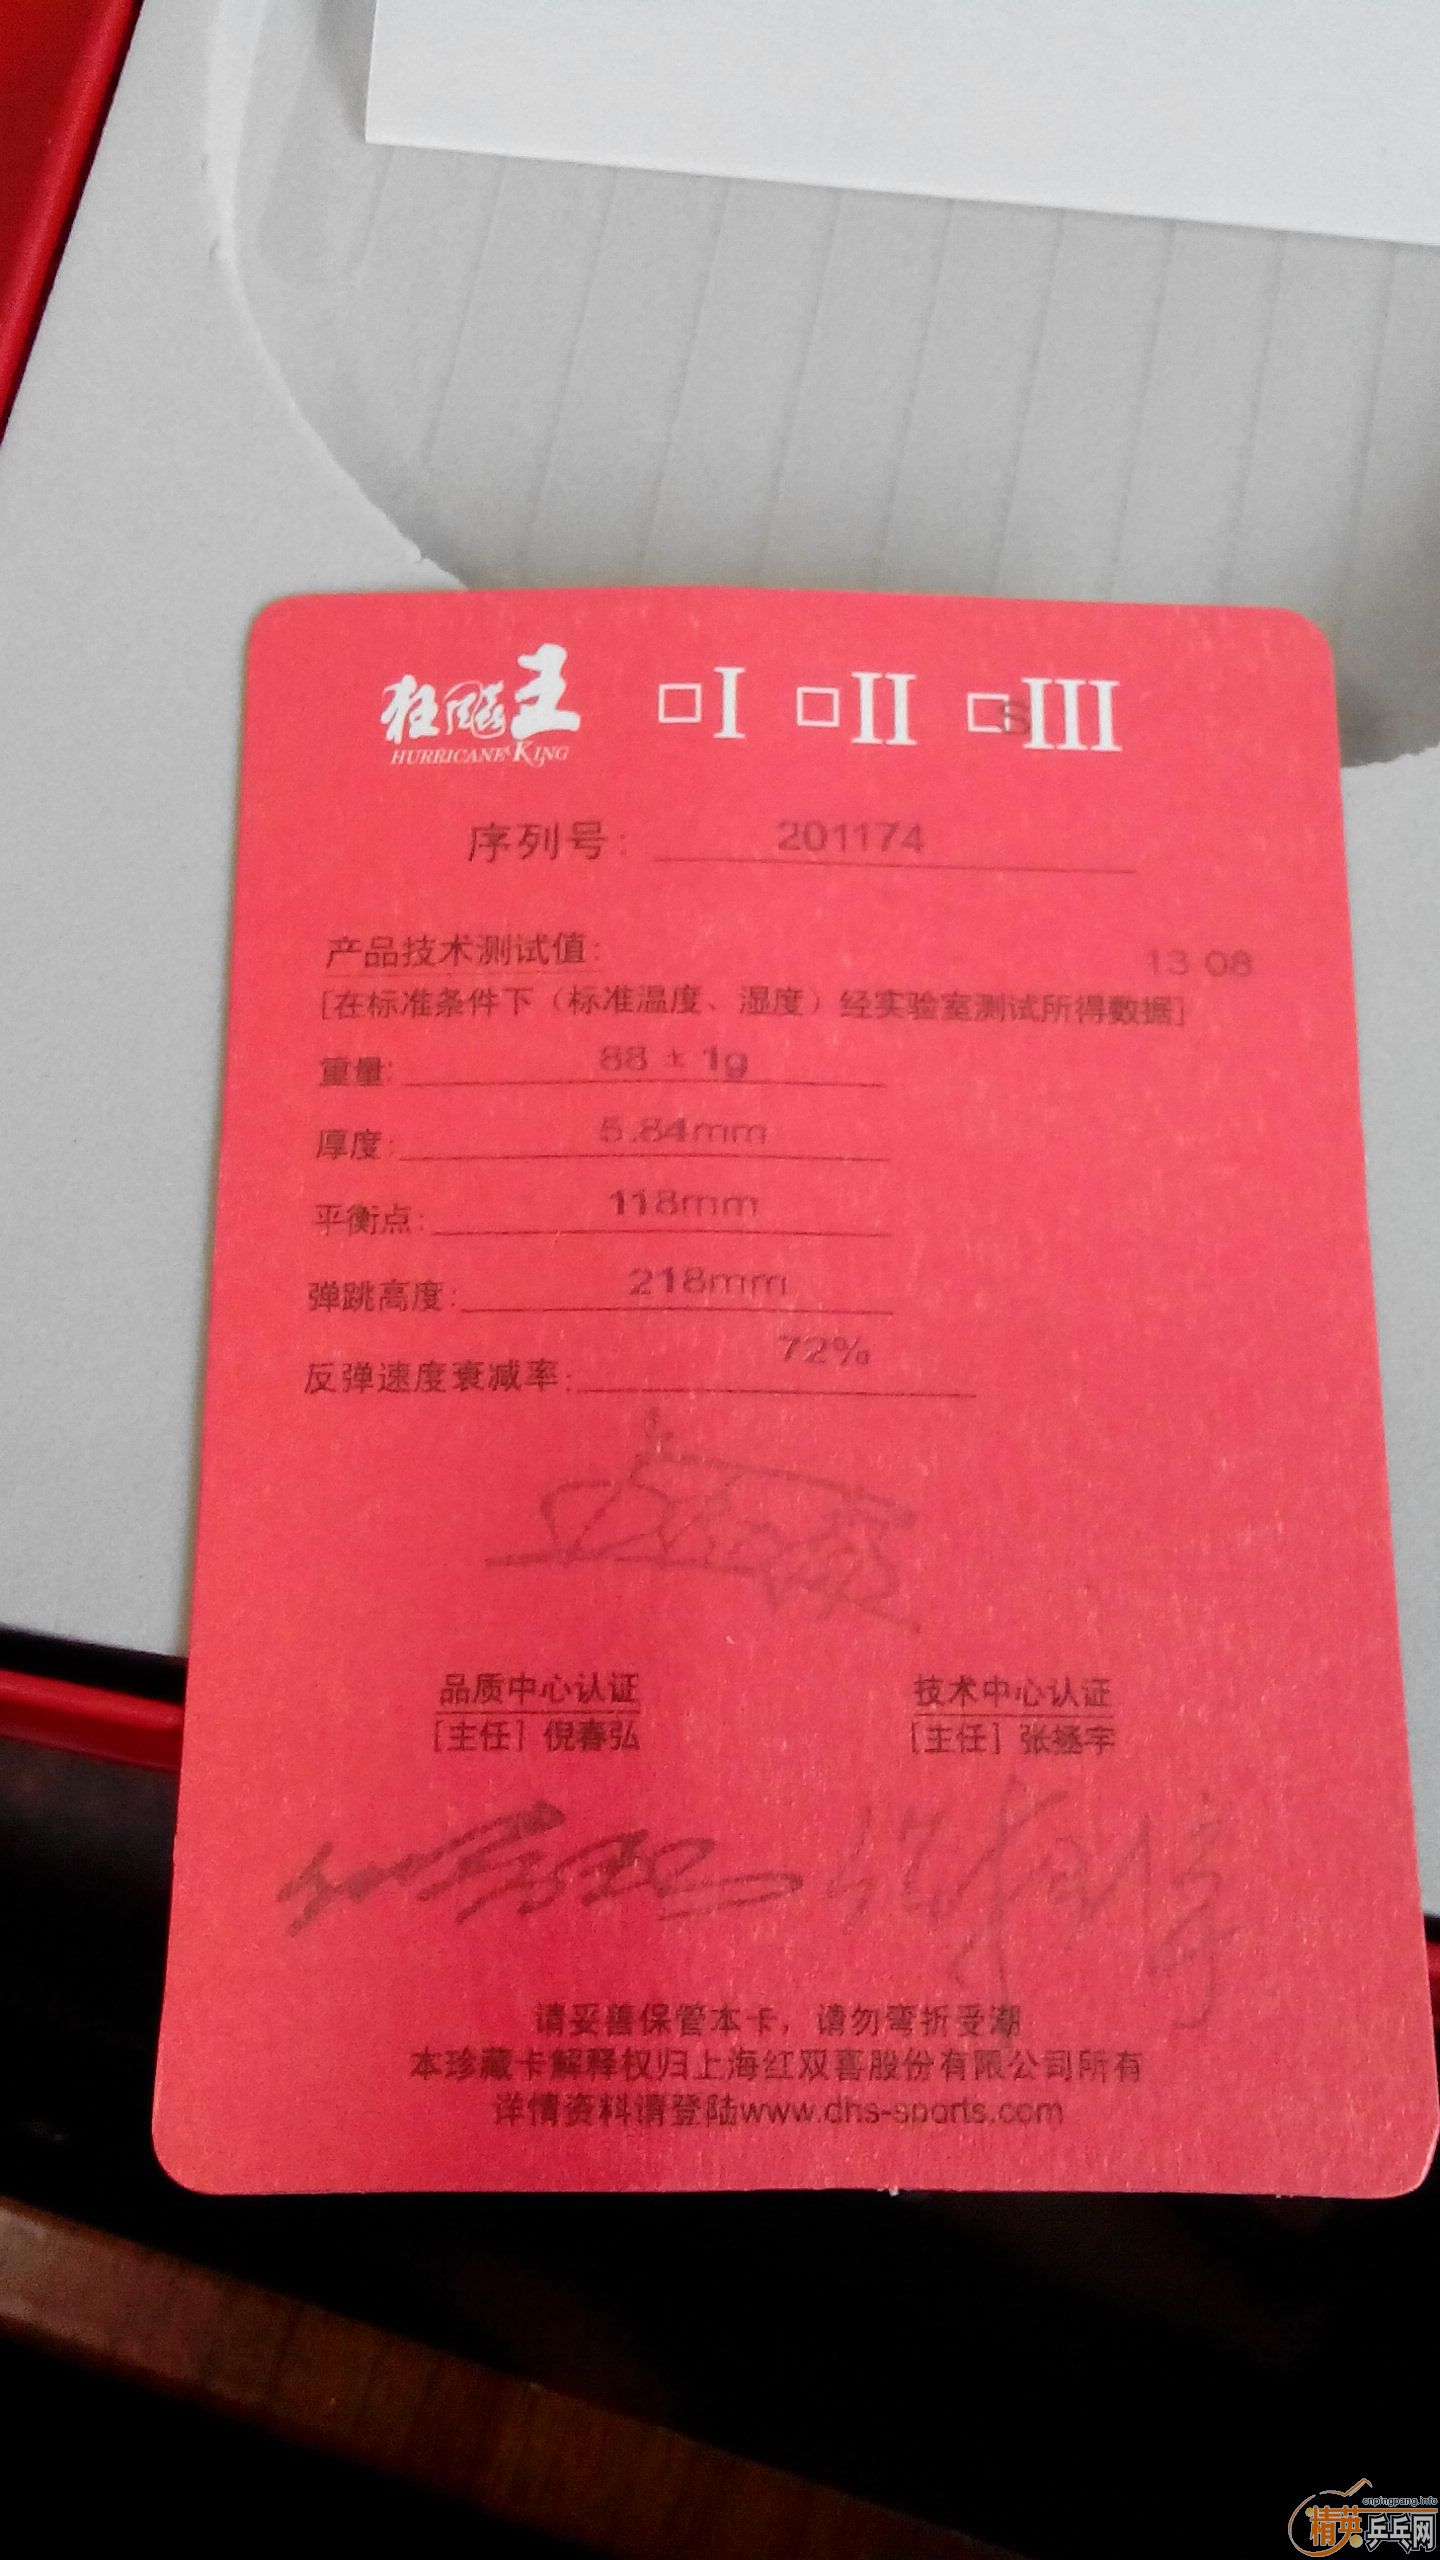 狂飚王 □I □II □SIII
HURRICANE KING
序列号: 201174
产品技术测试值: 13 08
[在标准条件下（标准温度、湿度）经实验室测试所得数据]
重量: 88 ± 1g
厚度: 5.84mm
平衡点: 118mm
弹跳高度: 218mm
反弹速度衰减率: 72%
品质中心认证 技术中心认证
[主任] 倪春弘 [主任] 张拯宇
请妥善保管本卡，请勿弯折受潮
本珍藏卡解释权归上海红双喜股份有限公司所有
详情资料请登陆www.dhs-sports.com
cnpingpang.info
精英乒乓网